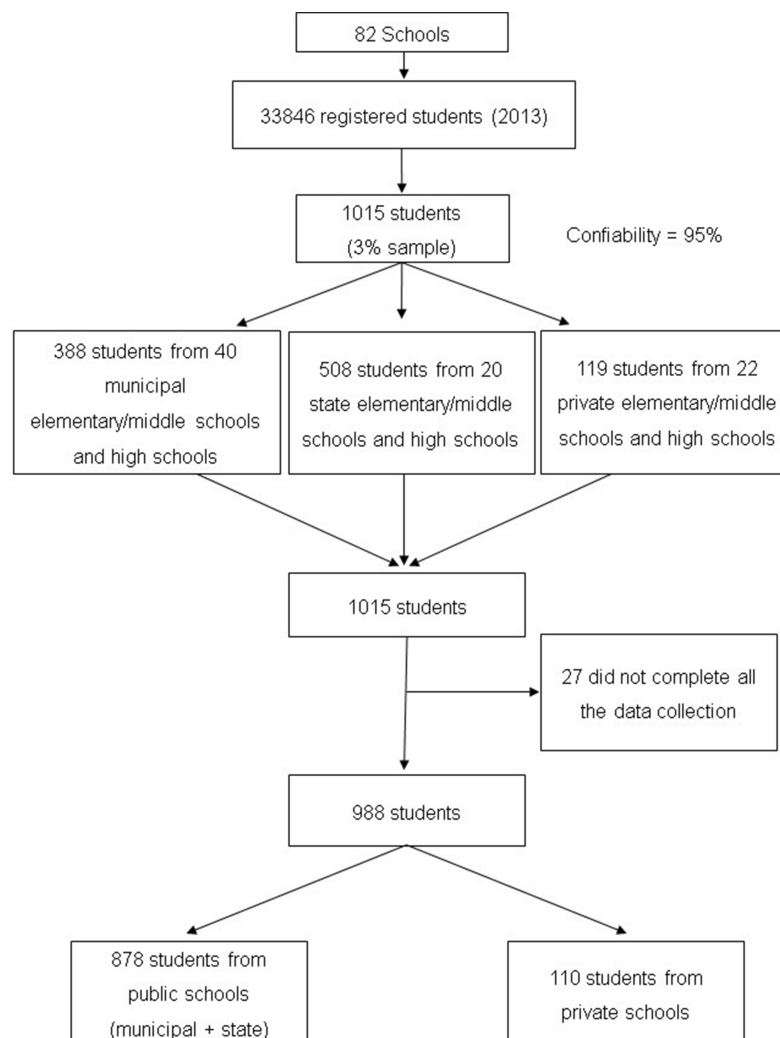 82 Schools
33846 registered students (2013)
1015 students
(3% sample)
Confiability = 95%
388 students from 40
municipal
elementary/middle schools
and high schools
508 students from 20
state elementary/middle
schools and high schools
119 students from 22
private elementary/middle
schools and high schools
1015 students
27 did not complete all
the data collection
988 students
878 students from
public schools
(municipal + state)
110 students from
private schools